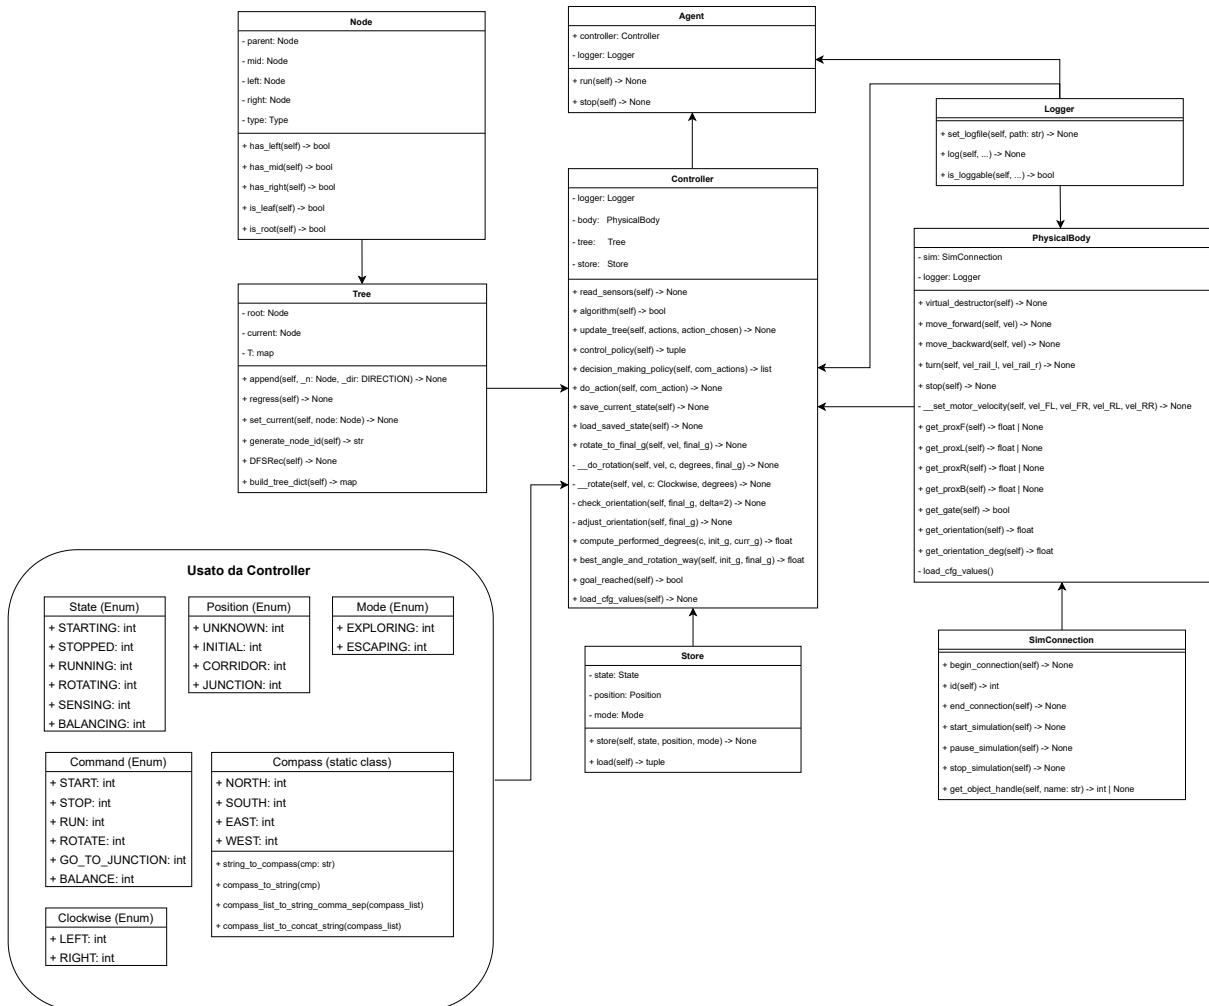 Node
- parent: Node
- mid: Node
- left: Node
- right: Node
- type: Type
+ has_left(self) -> bool
+ has_mid(self) -> bool
+ has_right(self) -> bool
+ is_leaf(self) -> bool
+ is_root(self) -> bool
Tree
- root: Node
- current: Node
- T: map
+ append(self, _n: Node, _dir: DIRECTION) -> None
+ regress(self) -> None
+ set_current(self, node: Node) -> None
+ generate_node_id(self) -> str
+ DFSRec(self) -> None
+ build_tree_dict(self) -> map
Agent
+ controller: Controller
- logger: Logger
+ run(self) -> None
+ stop(self) -> None
Controller
- logger: Logger
- body: PhysicalBody
- tree: Tree
- store: Store
+ read_sensors(self) -> None
+ algorithm(self) -> bool
+ update_tree(self, actions, action_chosen) -> None
+ control_policy(self) -> tuple
+ decision_making_policy(self, com_actions) -> list
+ do_action(self, com_action) -> None
+ save_current_state(self) -> None
+ load_saved_state(self) -> None
+ rotate_to_final_g(self, vel, final_g) -> None
- __do_rotation(self, vel, c, degrees, final_g) -> None
- __rotate(self, vel, c: Clockwise, degrees) -> None
- check_orientation(self, final_g, delta=2) -> None
- adjust_orientation(self, final_g) -> None
+ compute_performed_degrees(c, init_g, curr_g) -> float
+ best_angle_and_rotation_way(self, init_g, final_g) -> float
+ goal_reached(self) -> bool
+ load_cfg_values(self) -> None
Logger
+ set_logfile(self, path: str) -> None
+ log(self, ...) -> None
+ is_loggable(self, ...) -> bool
PhysicalBody
- sim: SimConnection
- logger: Logger
+ virtual_destructor(self) -> None
+ move_forward(self, vel) -> None
+ move_backward(self, vel) -> None
+ turn(self, vel_rail_l, vel_rail_r) -> None
+ stop(self) -> None
- __set_motor_velocity(self, vel_FL, vel_FR, vel_RL, vel_RR) -> None
+ get_proxF(self) -> float | None
+ get_proxL(self) -> float | None
+ get_proxR(self) -> float | None
+ get_proxB(self) -> float | None
+ get_gate(self) -> bool
+ get_orientation(self) -> float
+ get_orientation_deg(self) -> float
- load_cfg_values()
SimConnection
+ begin_connection(self) -> None
+ id(self) -> int
+ end_connection(self) -> None
+ start_simulation(self) -> None
+ pause_simulation(self) -> None
+ stop_simulation(self) -> None
+ get_object_handle(self, name: str) -> int | None
Store
- state: State
- position: Position
- mode: Mode
+ store(self, state, position, mode) -> None
+ load(self) -> tuple
Usato da Controller
State (Enum)
+ STARTING: int
+ STOPPED: int
+ RUNNING: int
+ ROTATING: int
+ SENSING: int
+ BALANCING: int
Position (Enum)
+ UNKNOWN: int
+ INITIAL: int
+ CORRIDOR: int
+ JUNCTION: int
Mode (Enum)
+ EXPLORING: int
+ ESCAPING: int
Command (Enum)
+ START: int
+ STOP: int
+ RUN: int
+ ROTATE: int
+ GO_TO_JUNCTION: int
+ BALANCE: int
Compass (static class)
+ NORTH: int
+ SOUTH: int
+ EAST: int
+ WEST: int
+ string_to_compass(cmp: str)
+ compass_to_string(cmp)
+ compass_list_to_string_comma_sep(compass_list)
+ compass_list_to_concat_string(compass_list)
Clockwise (Enum)
+ LEFT: int
+ RIGHT: int